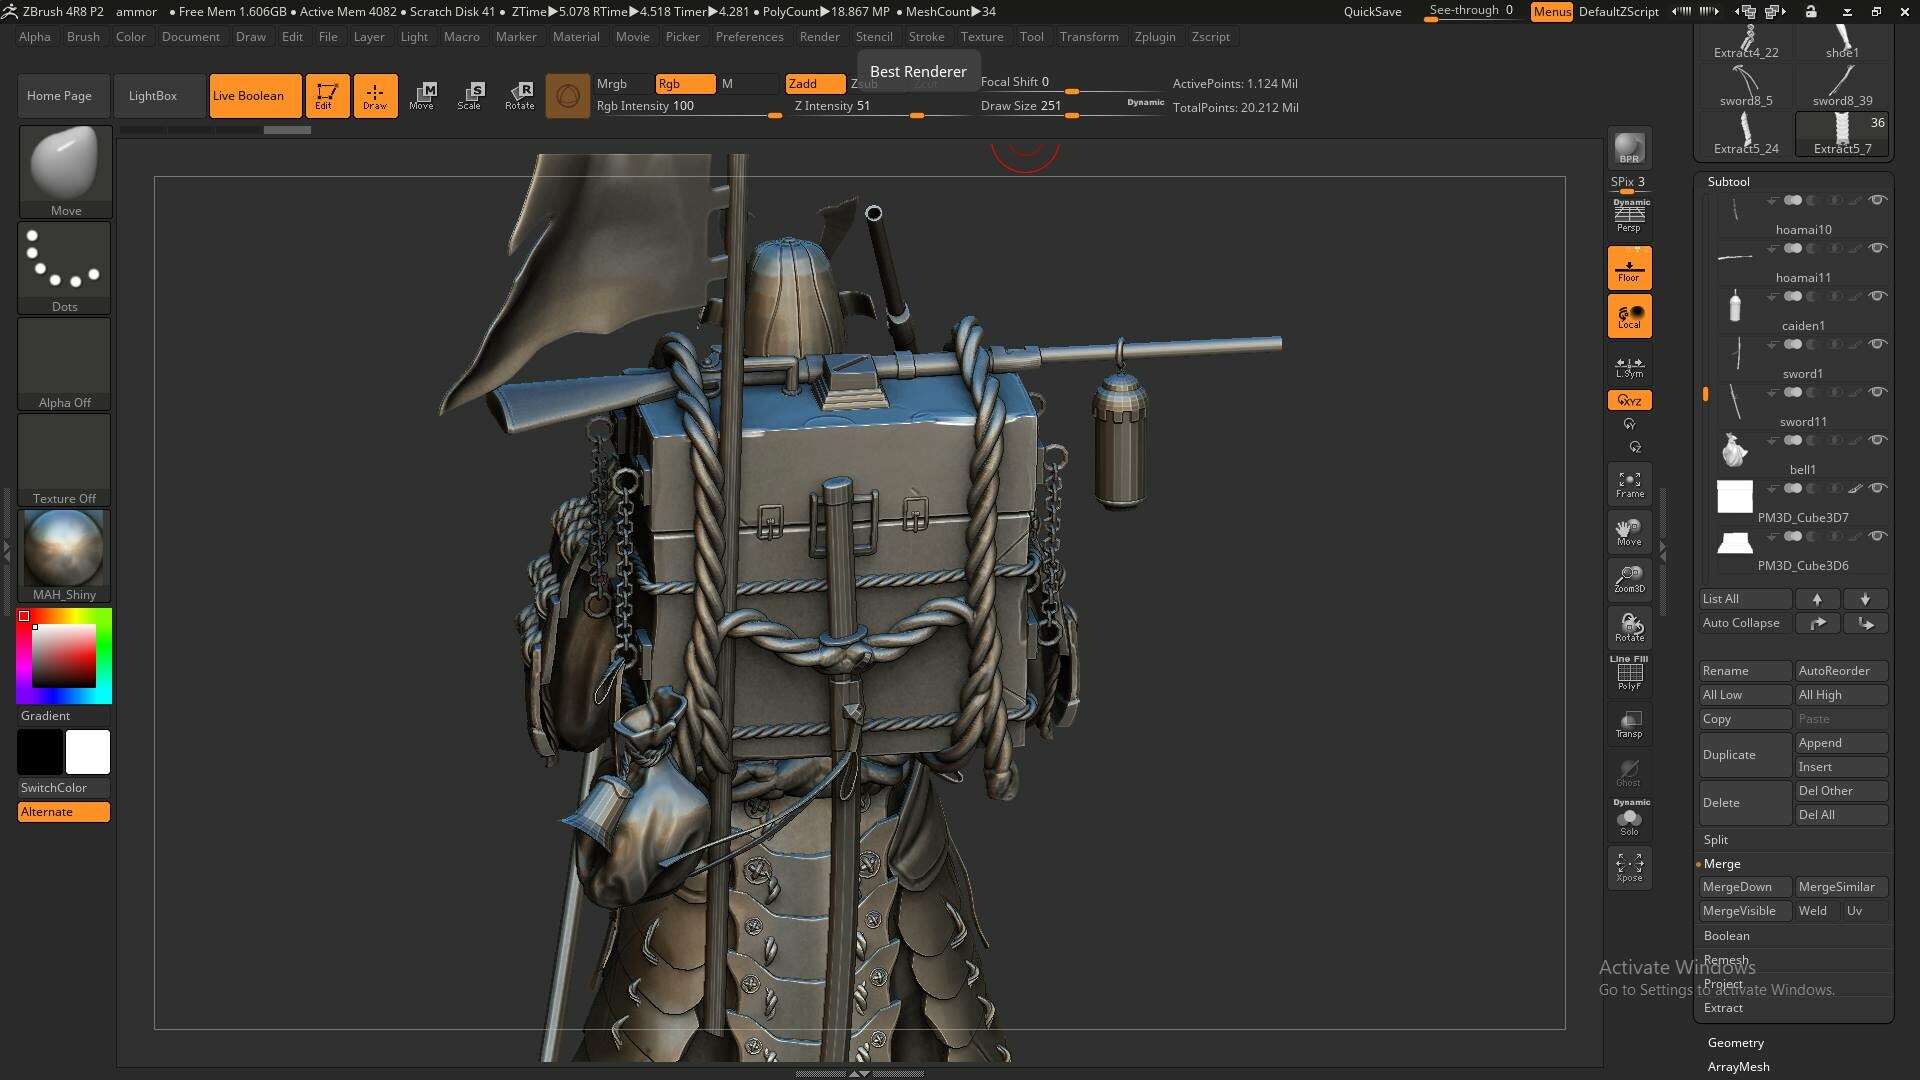 ZBrush 4R8 P2 ammor • Free Mem 1.606GB • Active Mem 4082 • Scratch Disk 41 • ZTime▶5.078 RTime▶4.518 Timer▶4.281 • PolyCount▶18.867 MP • MeshCount▶34 QuickSave See-through 0 Menus DefaultZScript
Alpha Brush Color Document Draw Edit File Layer Light Macro Marker Material Movie Picker Preferences Render Stencil Stroke Texture Tool Transform Zplugin Zscript
Best Renderer
Home Page
LightBox
Live Boolean
Edit
Draw
Move
Scale
Rotate
Mrgb Rgb M
Rgb Intensity 100
Zadd
Z Intensity 51
Focal Shift 0
Draw Size 251
Dynamic
ActivePoints: 1.124 Mil
TotalPoints: 20.212 Mil
Move
Dots
Alpha Off
Texture Off
MAH_Shiny
Gradient
SwitchColor
Alternate
BPR
SPix 3
Dynamic
Persp
Floor
Local
L.Sym
XYZ
Frame
Move
Zoom3D
Rotate
Line Fill
PolyF
Transp
Ghost
Dynamic
Solo
Xpose
Extract4_22 shoe1
sword8_5 sword8_39
36
Extract5_24 Extract5_7
Subtool
hoamai10
hoamai11
caiden1
sword1
sword11
bell1
PM3D_Cube3D7
PM3D_Cube3D6
List All
Auto Collapse
Rename AutoReorder
All Low All High
Copy Paste
Duplicate Append
Insert
Delete Del Other
Del All
Split
Merge
MergeDown MergeSimilar
MergeVisible Weld Uv
Boolean
Remesh
Project
Extract
Activate Windows
Go to Settings to activate Windows.
Geometry
ArrayMesh